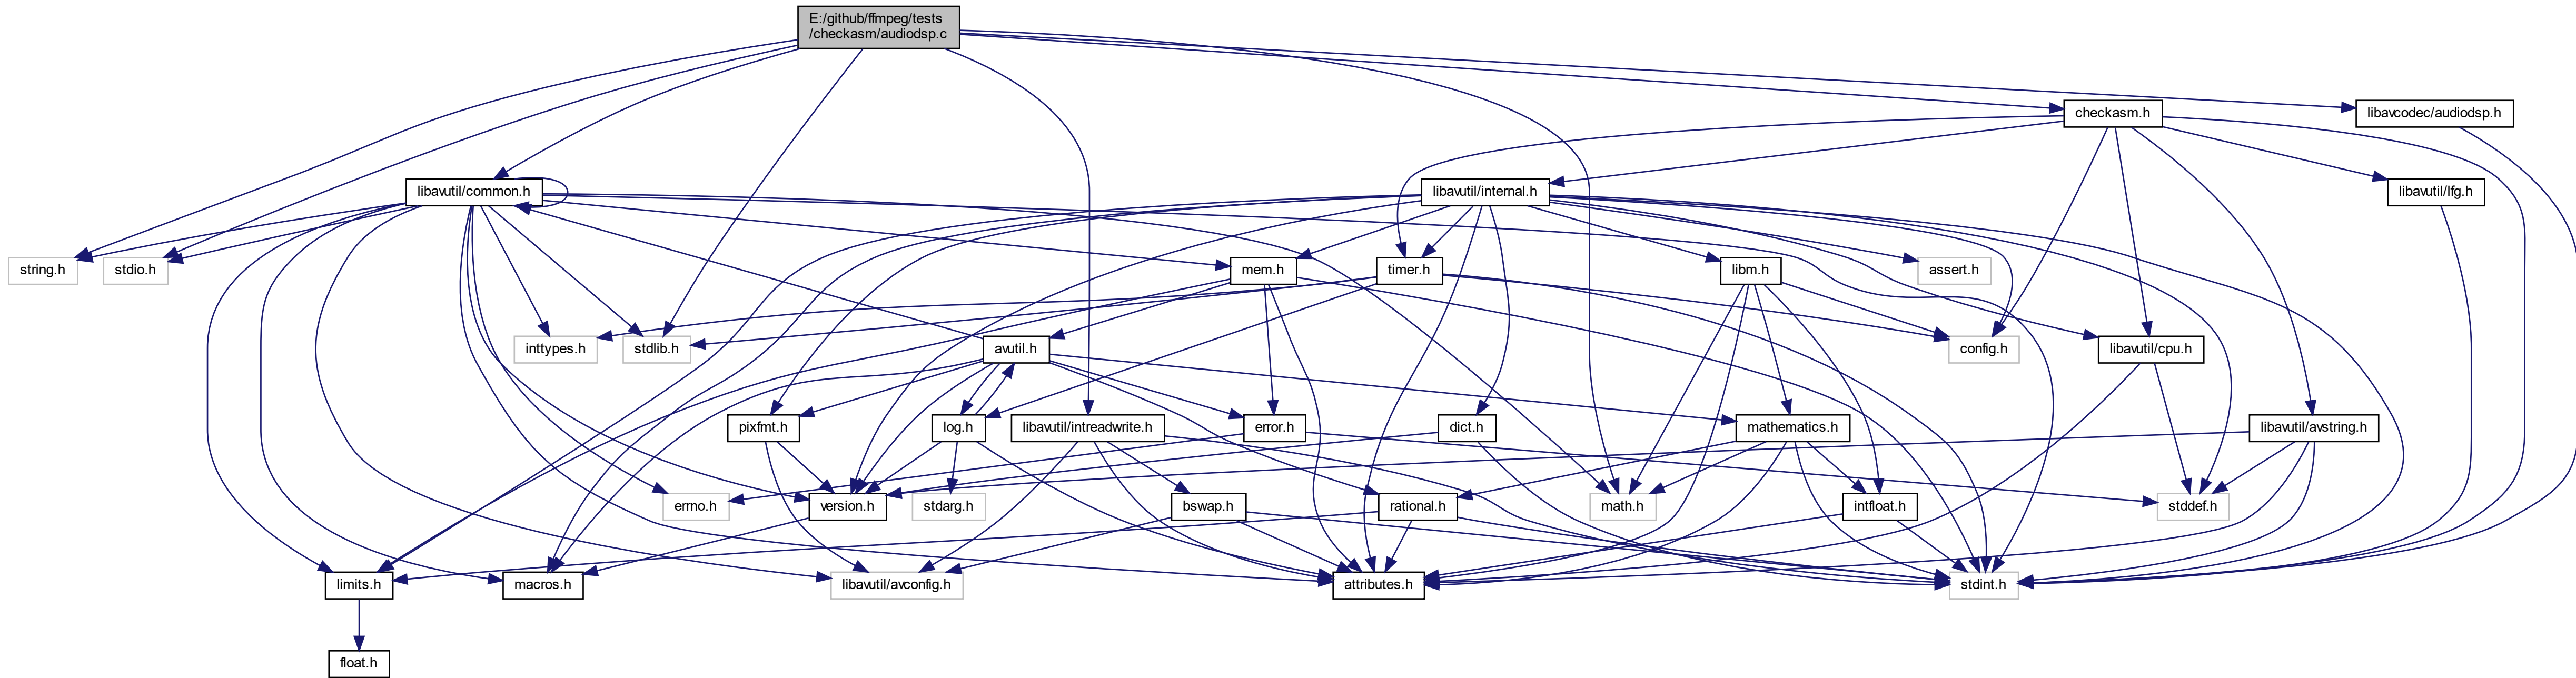 E:/github/ffmpeg/tests
/checkasm/audiodsp.c
checkasm.h
libavcodec/audiodsp.h
libavutil/common.h
libavutil/internal.h
libavutil/lfg.h
string.h
stdio.h
mem.h
timer.h
libm.h
assert.h
inttypes.h
stdlib.h
avutil.h
config.h
libavutil/cpu.h
pixfmt.h
log.h
libavutil/intreadwrite.h
error.h
dict.h
mathematics.h
libavutil/avstring.h
errno.h
version.h
stdarg.h
bswap.h
rational.h
math.h
intfloat.h
stddef.h
limits.h
macros.h
libavutil/avconfig.h
attributes.h
stdint.h
float.h